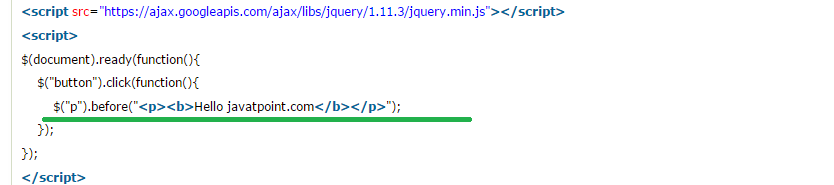 <script src="https://ajax.googleapis.com/ajax/libs/jquery/1.11.3/jquery.min.js"></script>
<script>
$(document).ready(function(){
$("button").click(function(){
$("p").before("<p><b>Hello javatpoint.com</b></p>");
});
});
</script>